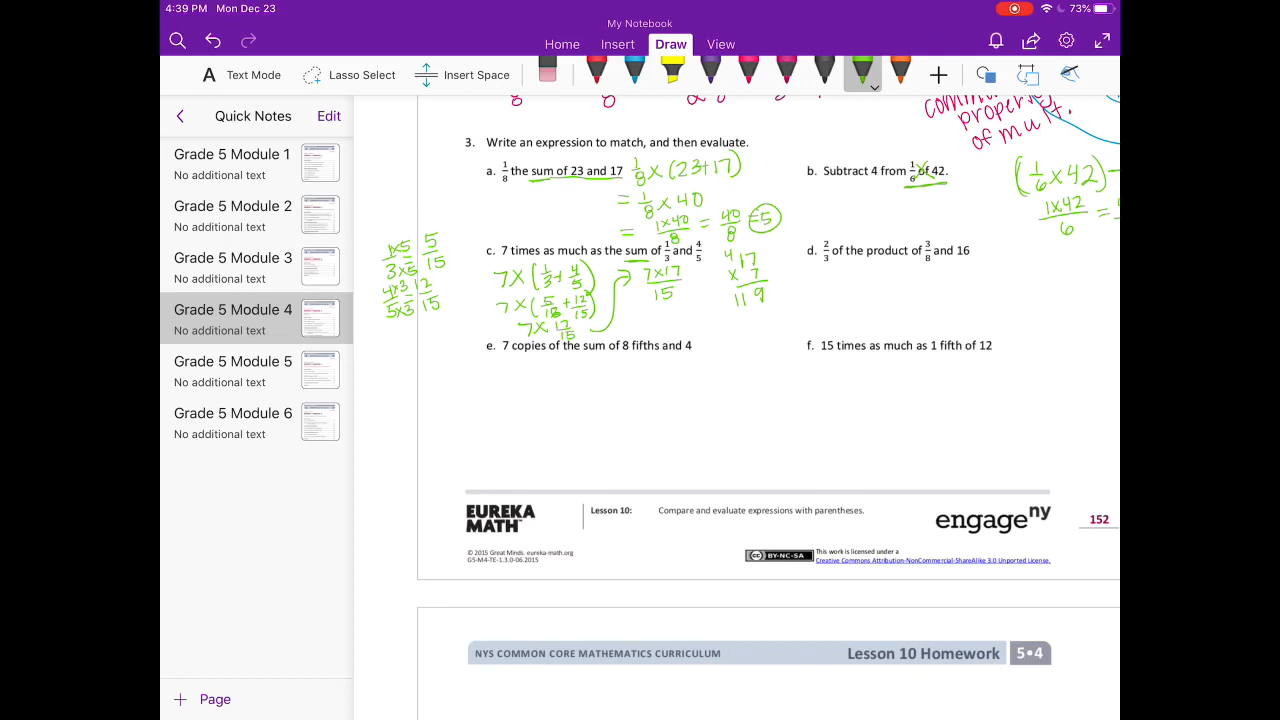 4:39 PM Mon Dec 23
73%
My Notebook
Home Insert Draw View
A Text Mode Lasso Select Insert Space
Quick Notes Edit
Grade 5 Module 1
No additional text
Grade 5 Module 2
No additional text
Grade 5 Module 3
No additional text
Grade 5 Module 4
No additional text
Grade 5 Module 5
No additional text
Grade 5 Module 6
No additional text
+ Page
property
of mult.
3. Write an expression to match, and then evaluate.
a. 1/8 the sum of 23 and 17 1/8 × (23+17)
= 1/8 × 40
= 1×40/8 = 40/8 = 5
b. Subtract 4 from 1/6 of 42.
(1/6 × 42)
1×42/6 =
c. 7 times as much as the sum of 1/3 and 4/5
1×5/3×5 = 5/15
4×3/5×3 = 12/15
7 × (1/3 + 4/5)
7 × (5/15 + 12/15)
7 × 17/15
7×17/15
4
17
× 7
119
d. 2/3 of the product of 3/8 and 16
e. 7 copies of the sum of 8 fifths and 4
f. 15 times as much as 1 fifth of 12
EUREKA
MATH™
Lesson 10: Compare and evaluate expressions with parentheses.
engageny
152
© 2015 Great Minds. eureka-math.org
G5-M4-TE-1.3.0-06.2015
CC BY-NC-SA
This work is licensed under a
Creative Commons Attribution-NonCommercial-ShareAlike 3.0 Unported License.
NYS COMMON CORE MATHEMATICS CURRICULUM Lesson 10 Homework 5•4